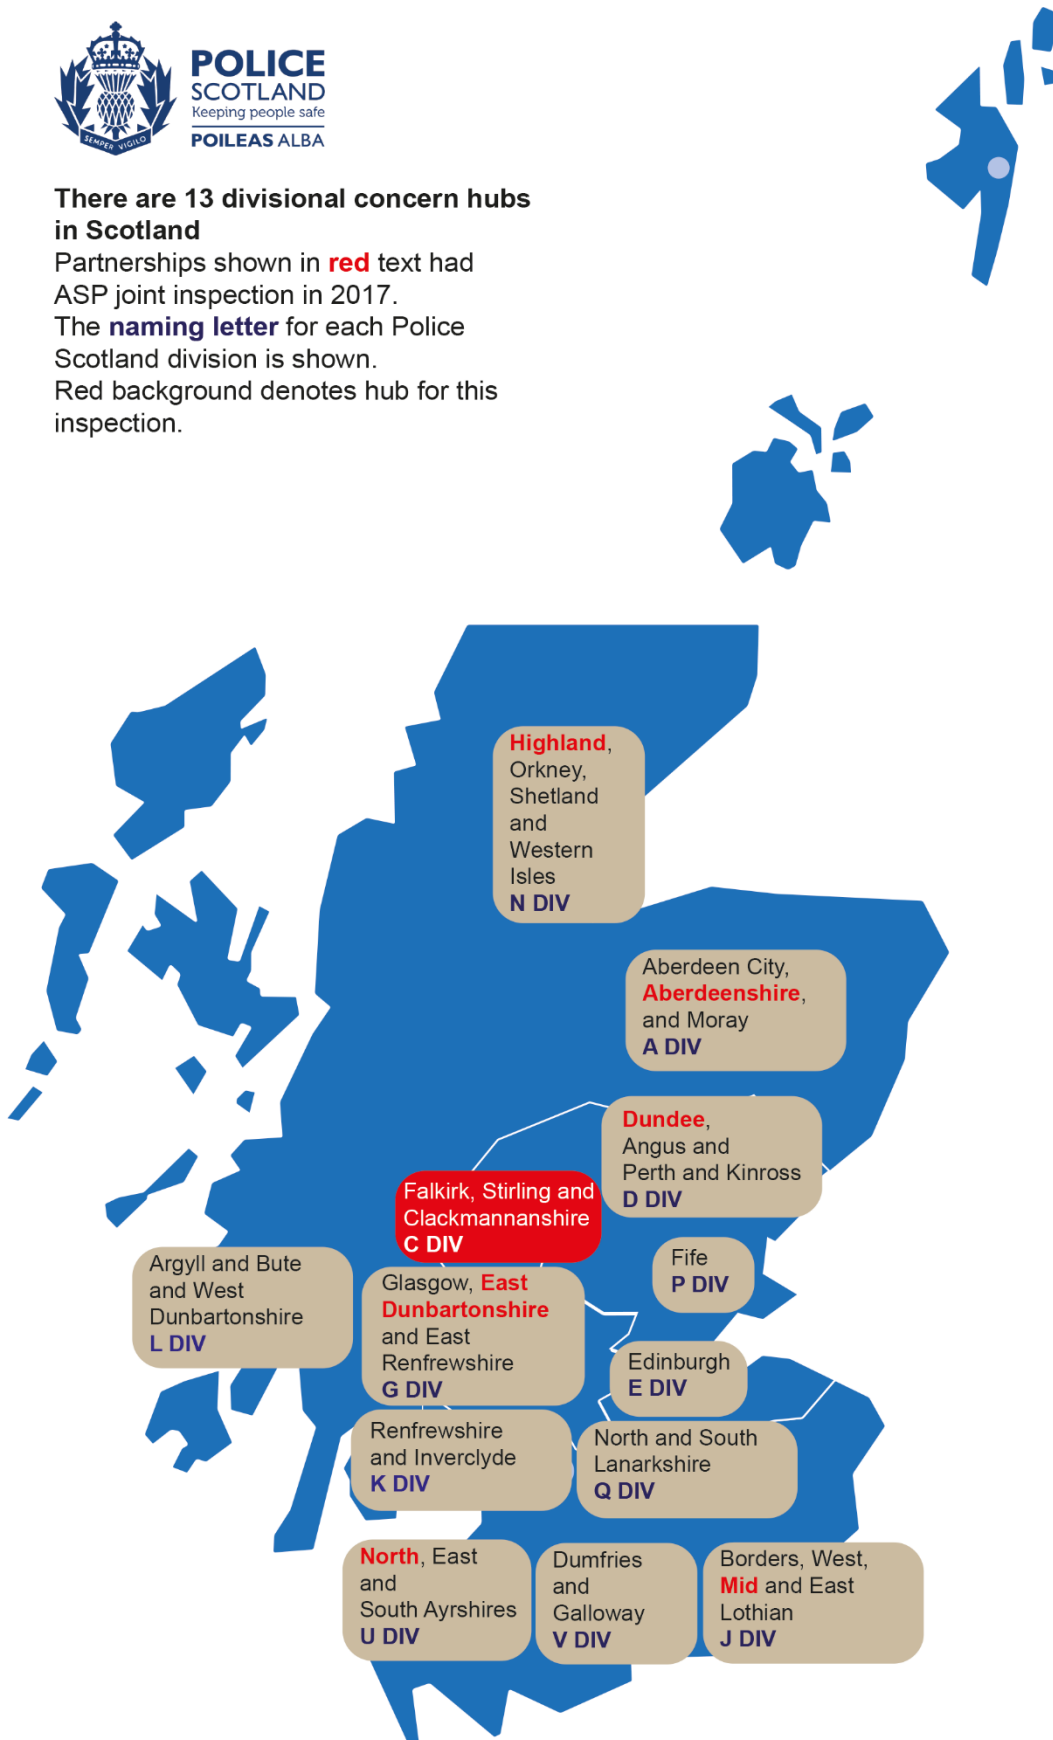 POLICE
SCOTLAND
Keeping people safe
POILEAS ALBA
SEMPER VIGILO
There are 13 divisional concern hubs
in Scotland
Partnerships shown in red text had
ASP joint inspection in 2017.
The naming letter for each Police
Scotland division is shown.
Red background denotes hub for this
inspection.
Highland,
Orkney,
Shetland
and
Western
Isles
N DIV
Aberdeen City,
Aberdeenshire,
and Moray
A DIV
Dundee,
Angus and
Perth and Kinross
D DIV
Falkirk, Stirling and
Clackmannanshire
C DIV
Fife
P DIV
Argyll and Bute
and West
Dunbartonshire
L DIV
Glasgow, East
Dunbartonshire
and East
Renfrewshire
G DIV
Edinburgh
E DIV
Renfrewshire
and Inverclyde
K DIV
North and South
Lanarkshire
Q DIV
North, East
and
South Ayrshires
U DIV
Dumfries
and
Galloway
V DIV
Borders, West,
Mid and East
Lothian
J DIV